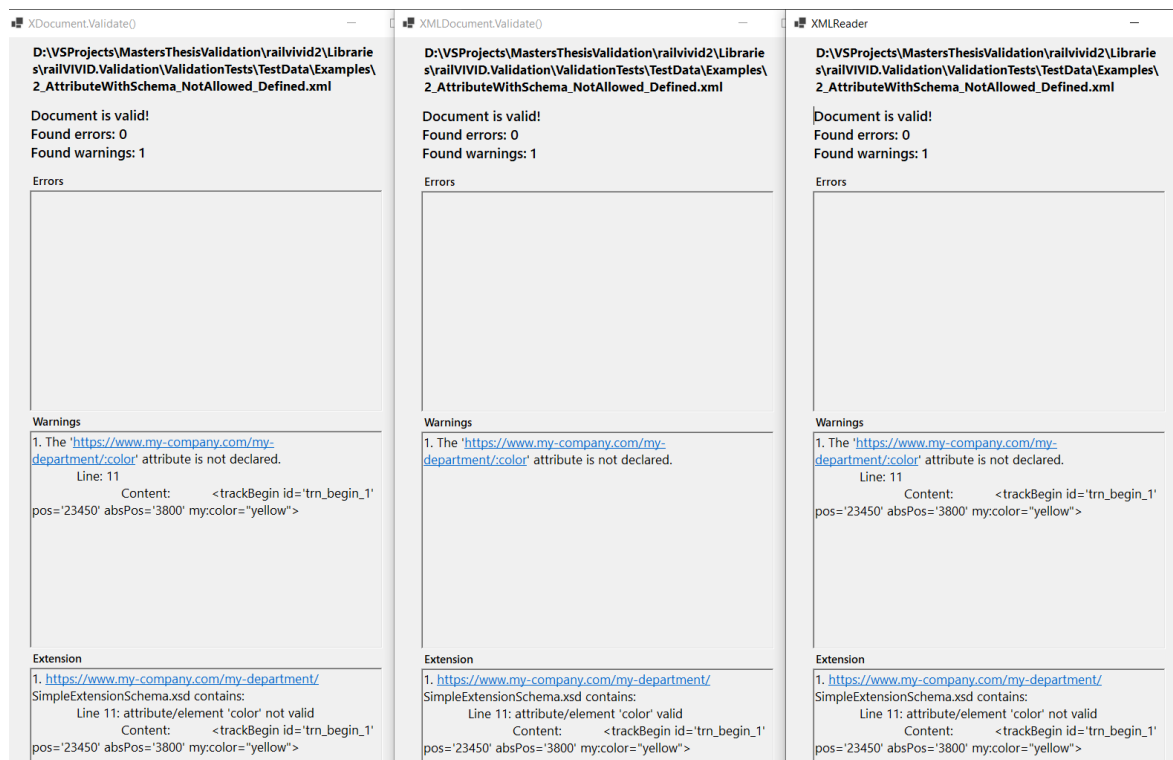 XDocument.Validate()
D:\VSProjects\MastersThesisValidation\railvivid2\Librarie
s\railVIVID.Validation\ValidationTests\TestData\Examples\
2_AttributeWithSchema_NotAllowed_Defined.xml
Document is valid!
Found errors: 0
Found warnings: 1
Errors
Warnings
1. The 'https://www.my-company.com/my-
department/:color' attribute is not declared.
Line: 11
Content: <trackBegin id='trn_begin_1'
pos='23450' absPos='3800' my:color="yellow">
Extension
1. https://www.my-company.com/my-department/
SimpleExtensionSchema.xsd contains:
Line 11: attribute/element 'color' not valid
Content: <trackBegin id='trn_begin_1'
pos='23450' absPos='3800' my:color="yellow">
XMLDocument.Validate()
D:\VSProjects\MastersThesisValidation\railvivid2\Librarie
s\railVIVID.Validation\ValidationTests\TestData\Examples\
2_AttributeWithSchema_NotAllowed_Defined.xml
Document is valid!
Found errors: 0
Found warnings: 1
Errors
Warnings
1. The 'https://www.my-company.com/my-
department/:color' attribute is not declared.
Extension
1. https://www.my-company.com/my-department/
SimpleExtensionSchema.xsd contains:
Line 11: attribute/element 'color' valid
Content: <trackBegin id='trn_begin_1'
pos='23450' absPos='3800' my:color="yellow">
XMLReader
D:\VSProjects\MastersThesisValidation\railvivid2\Librarie
s\railVIVID.Validation\ValidationTests\TestData\Examples\
2_AttributeWithSchema_NotAllowed_Defined.xml
Document is valid!
Found errors: 0
Found warnings: 1
Errors
Warnings
1. The 'https://www.my-company.com/my-
department/:color' attribute is not declared.
Line: 11
Content: <trackBegin id='trn_begin_1'
pos='23450' absPos='3800' my:color="yellow">
Extension
1. https://www.my-company.com/my-department/
SimpleExtensionSchema.xsd contains:
Line 11: attribute/element 'color' not valid
Content: <trackBegin id='trn_begin_1'
pos='23450' absPos='3800' my:color="yellow">